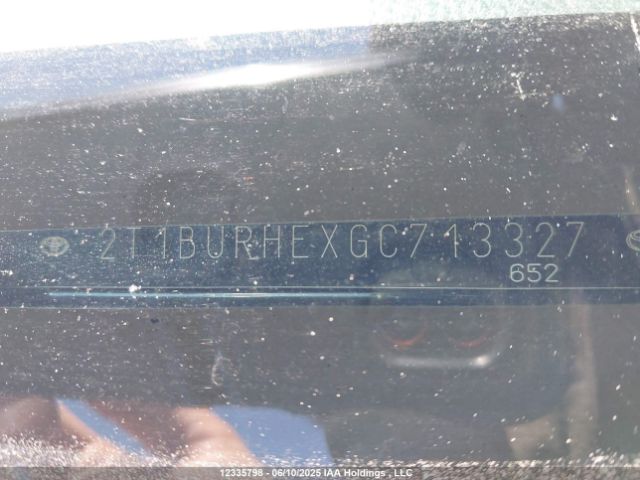 2T1BURHEXGC713327
652
12335798 - 06/10/2025 IAA Holdings , LLC